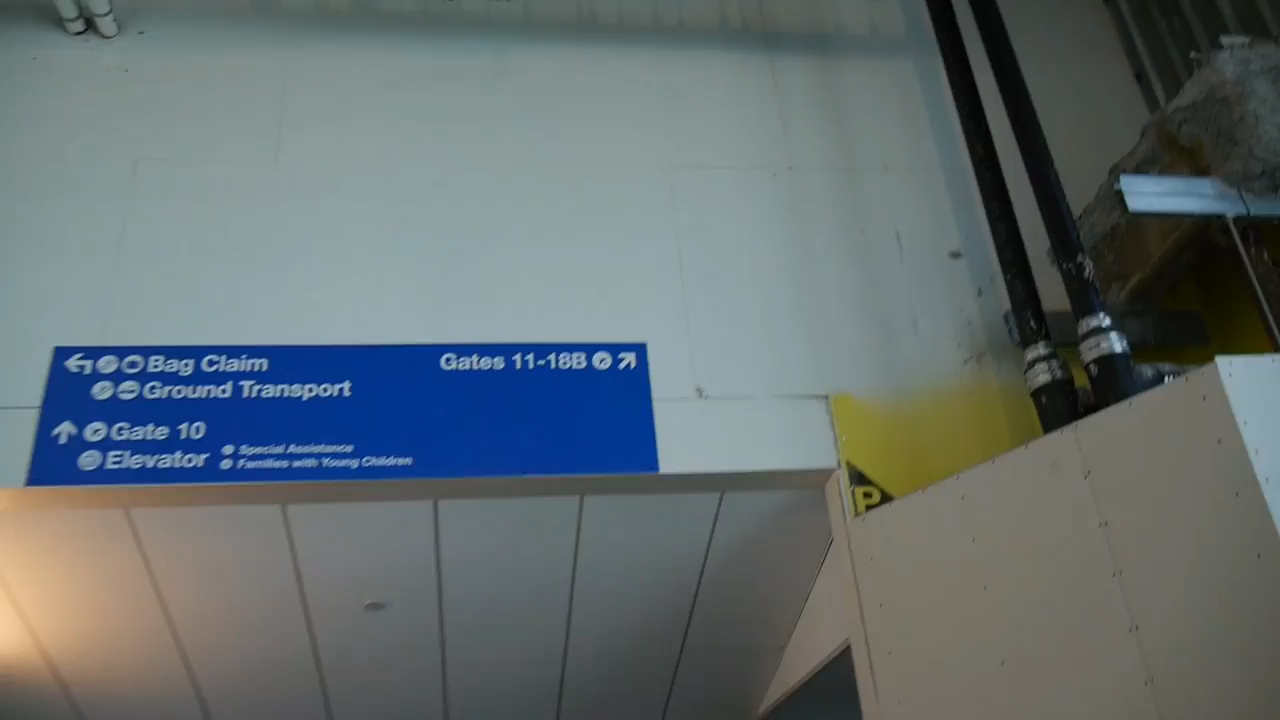 Bag Claim
Ground Transport
Gate 10
Elevator
Special Assistance
Families with Young Children
Gates 11-18B
P